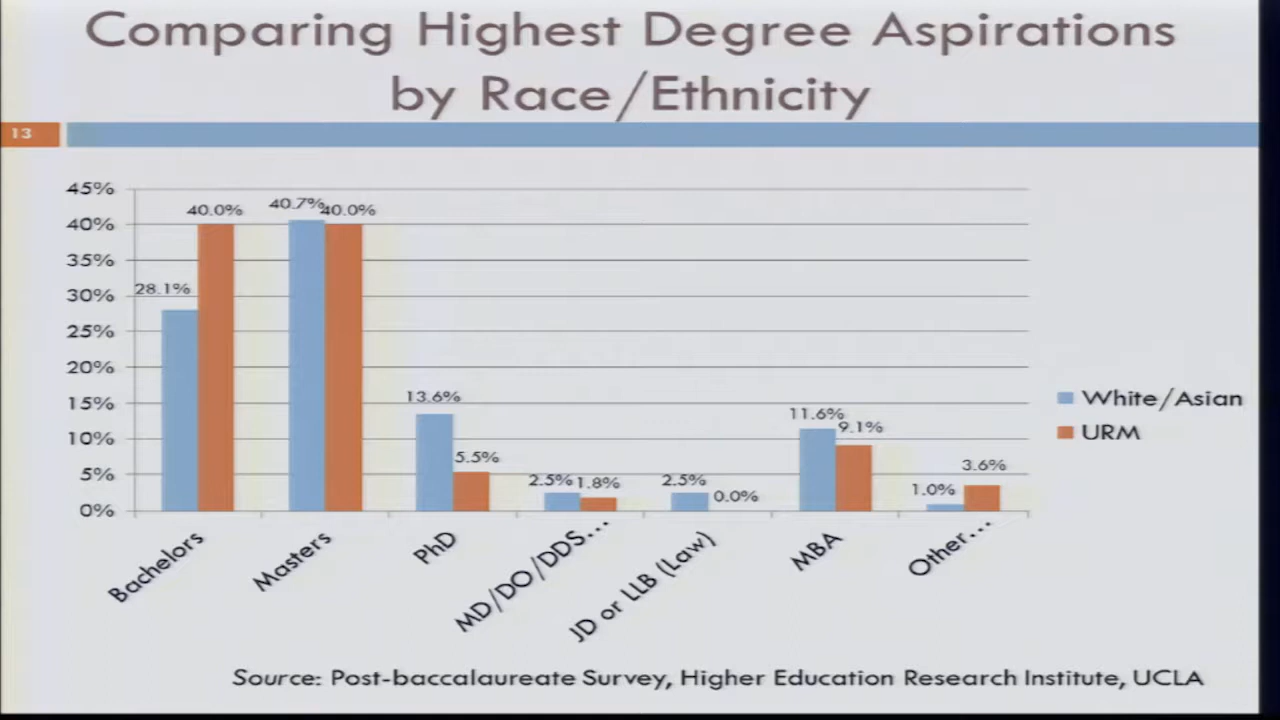 Comparing Highest Degree Aspirations
by Race/Ethnicity
13
45%
40%
35%
30%
25%
20%
15%
10%
5%
0%
28.1%
40.0%
40.7%
40.0%
13.6%
5.5%
2.5%
1.8%
2.5%
0.0%
11.6%
9.1%
1.0%
3.6%
Bachelors
Masters
PhD
MD/DO/DDS...
JD or LLB (Law)
MBA
Other...
White/Asian
URM
Source: Post-baccalaureate Survey, Higher Education Research Institute, UCLA